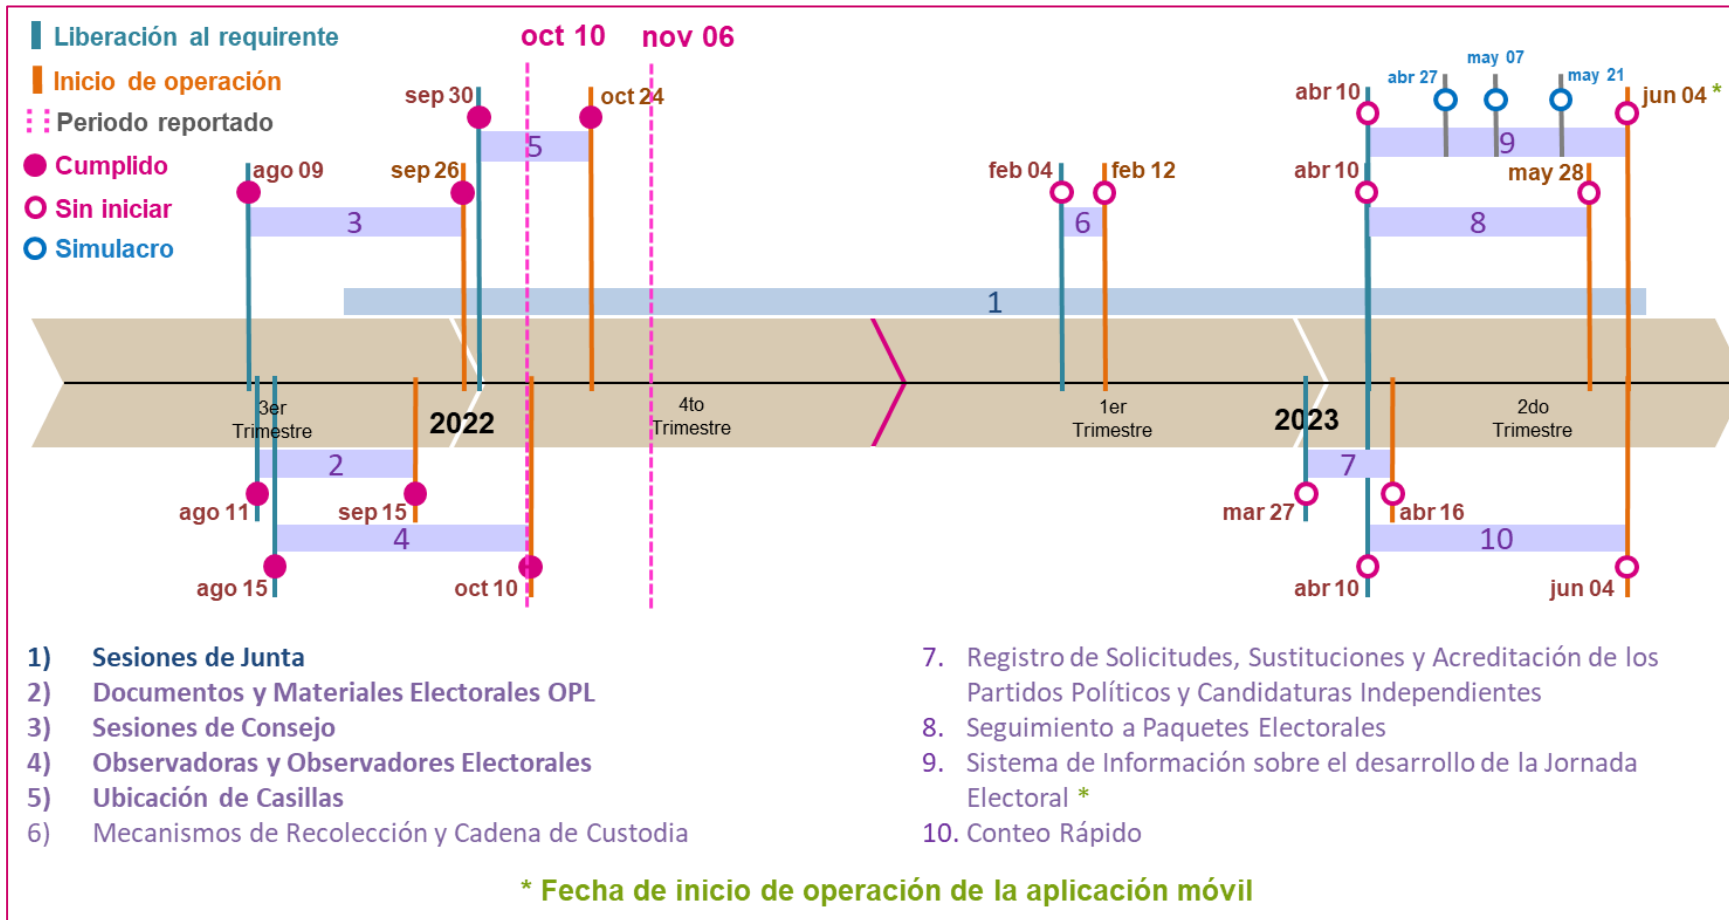 Liberación al requirente
Inicio de operación
Periodo reportado
Cumplido
Sin iniciar
Simulacro
oct 10
nov 06
sep 30
oct 24
ago 09
sep 26
5
3
feb 04
feb 12
6
abr 10
abr 27
may 07
may 21
jun 04 *
9
abr 10
may 28
8
1
3er
Trimestre
2022
4to
Trimestre
1er
Trimestre
2023
2do
Trimestre
2
ago 11
sep 15
4
ago 15
oct 10
7
mar 27
abr 16
10
abr 10
jun 04
1) Sesiones de Junta
2) Documentos y Materiales Electorales OPL
3) Sesiones de Consejo
4) Observadoras y Observadores Electorales
5) Ubicación de Casillas
6) Mecanismos de Recolección y Cadena de Custodia
7. Registro de Solicitudes, Sustituciones y Acreditación de los
Partidos Políticos y Candidaturas Independientes
8. Seguimiento a Paquetes Electorales
9. Sistema de Información sobre el desarrollo de la Jornada
Electoral *
10. Conteo Rápido
* Fecha de inicio de operación de la aplicación móvil